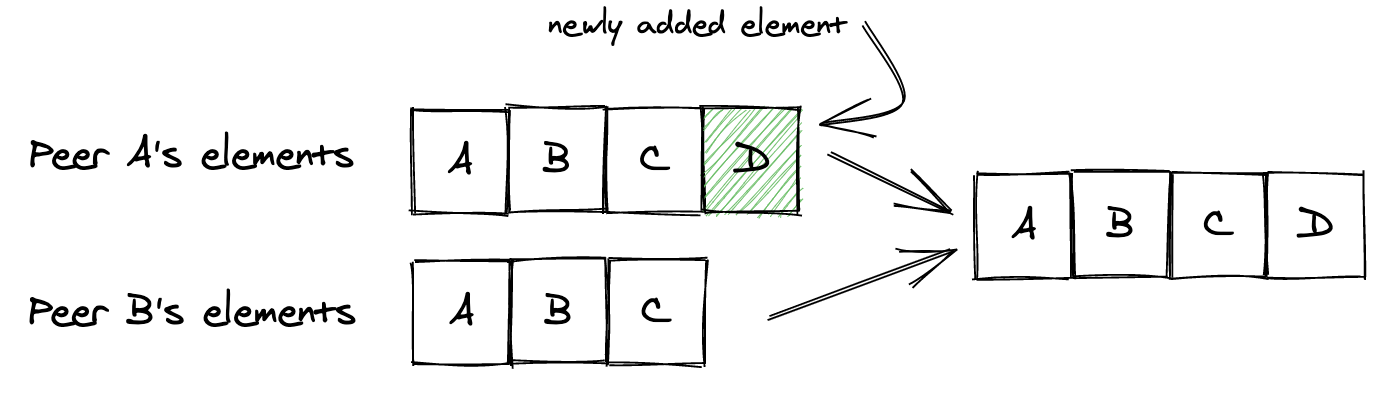 newly added element
Peer A's elements
A B C D
Peer B's elements
A B C
A B C D